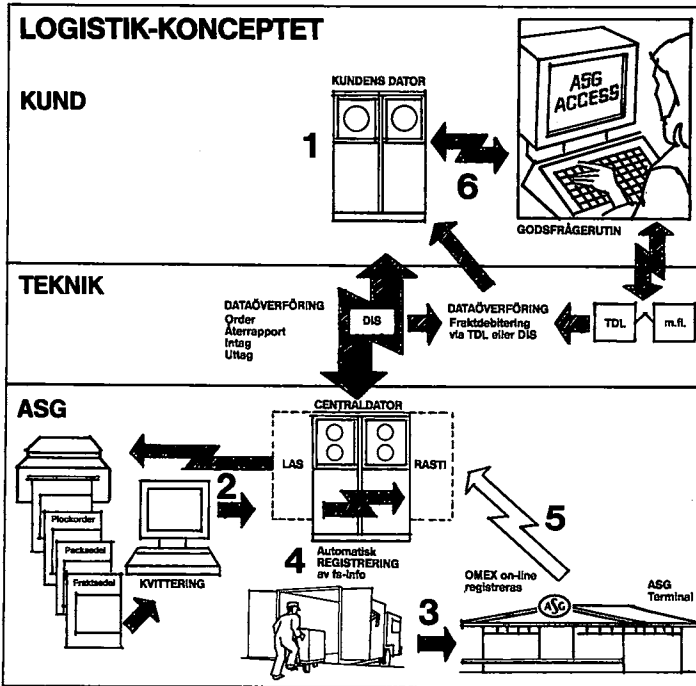 LOGISTIK-KONCEPTET
KUND
KUNDENS DATOR
1
6
ASG
ACCESS
GODSFRÅGERUTIN
TEKNIK
DATAÖVERFÖRING
Order
Återrapport
Intag
Uttag
DIS
DATAÖVERFÖRING
Fraktdebitering
via TDL eller DIS
TDL
m.fl.
ASG
CENTRALDATOR
LAS
RASTI
2
Plockorder
Packsedel
Fraktsedel
KVITTERING
4
Automatisk
REGISTRERING
av fs-info
3
5
OMEX on-line
registreras
ASG
ASG
Terminal